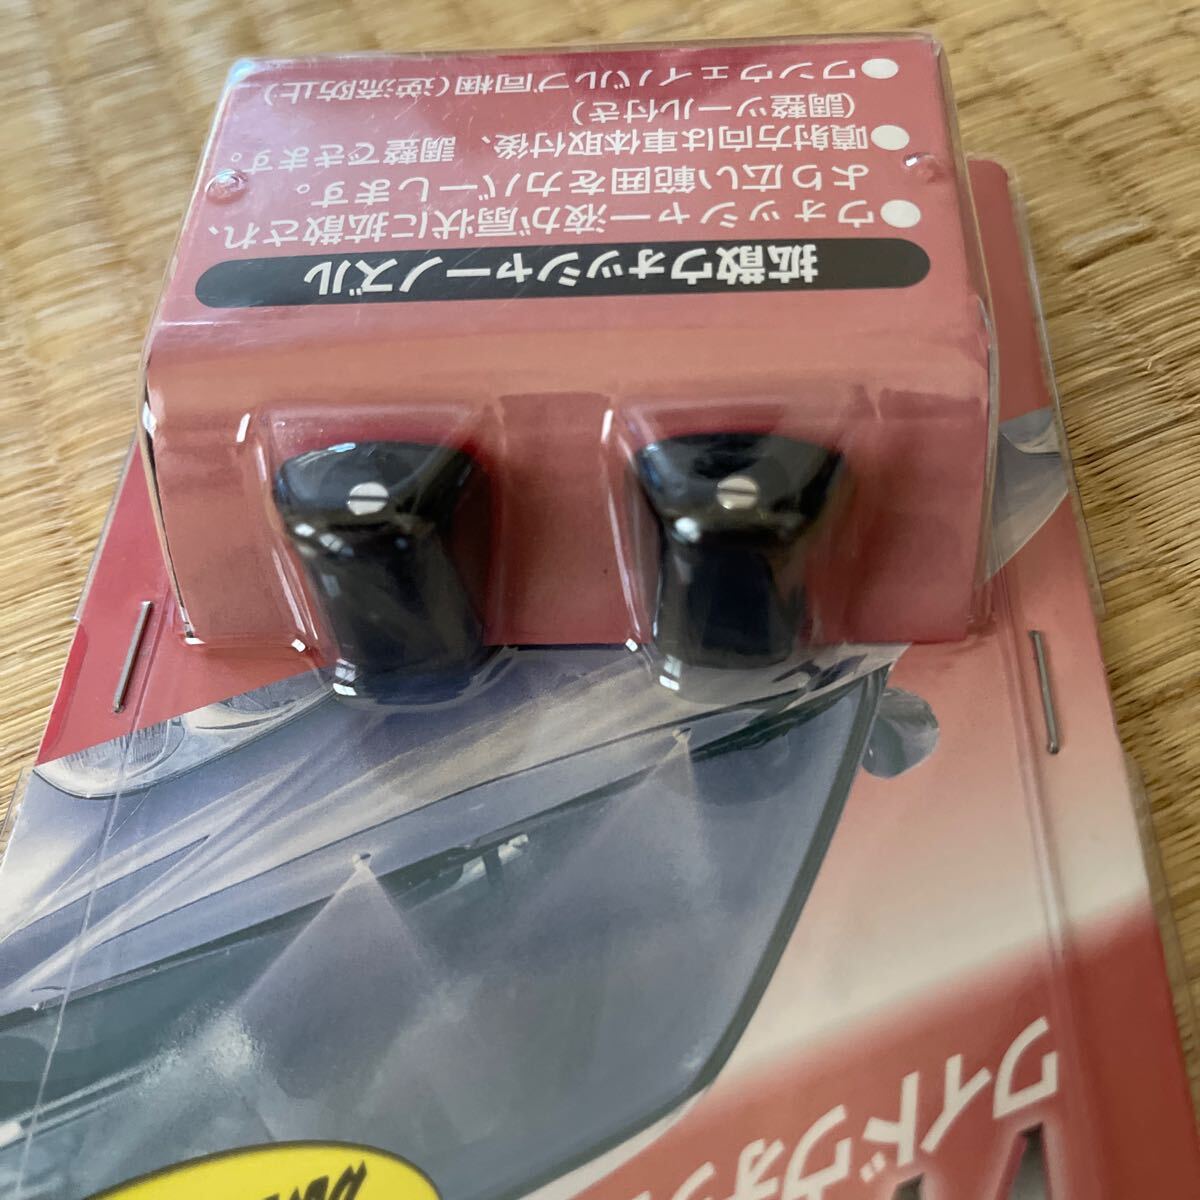 ワイドウォッ
拡散ウォッシャーノズル
●ウォッシャー液が扇状に拡散され、
より広い範囲をカバーします。
●噴射方向は車体取付後、調整できます。
(調整ツール付き)
●ワンウェイバルブ同梱(逆流防止)